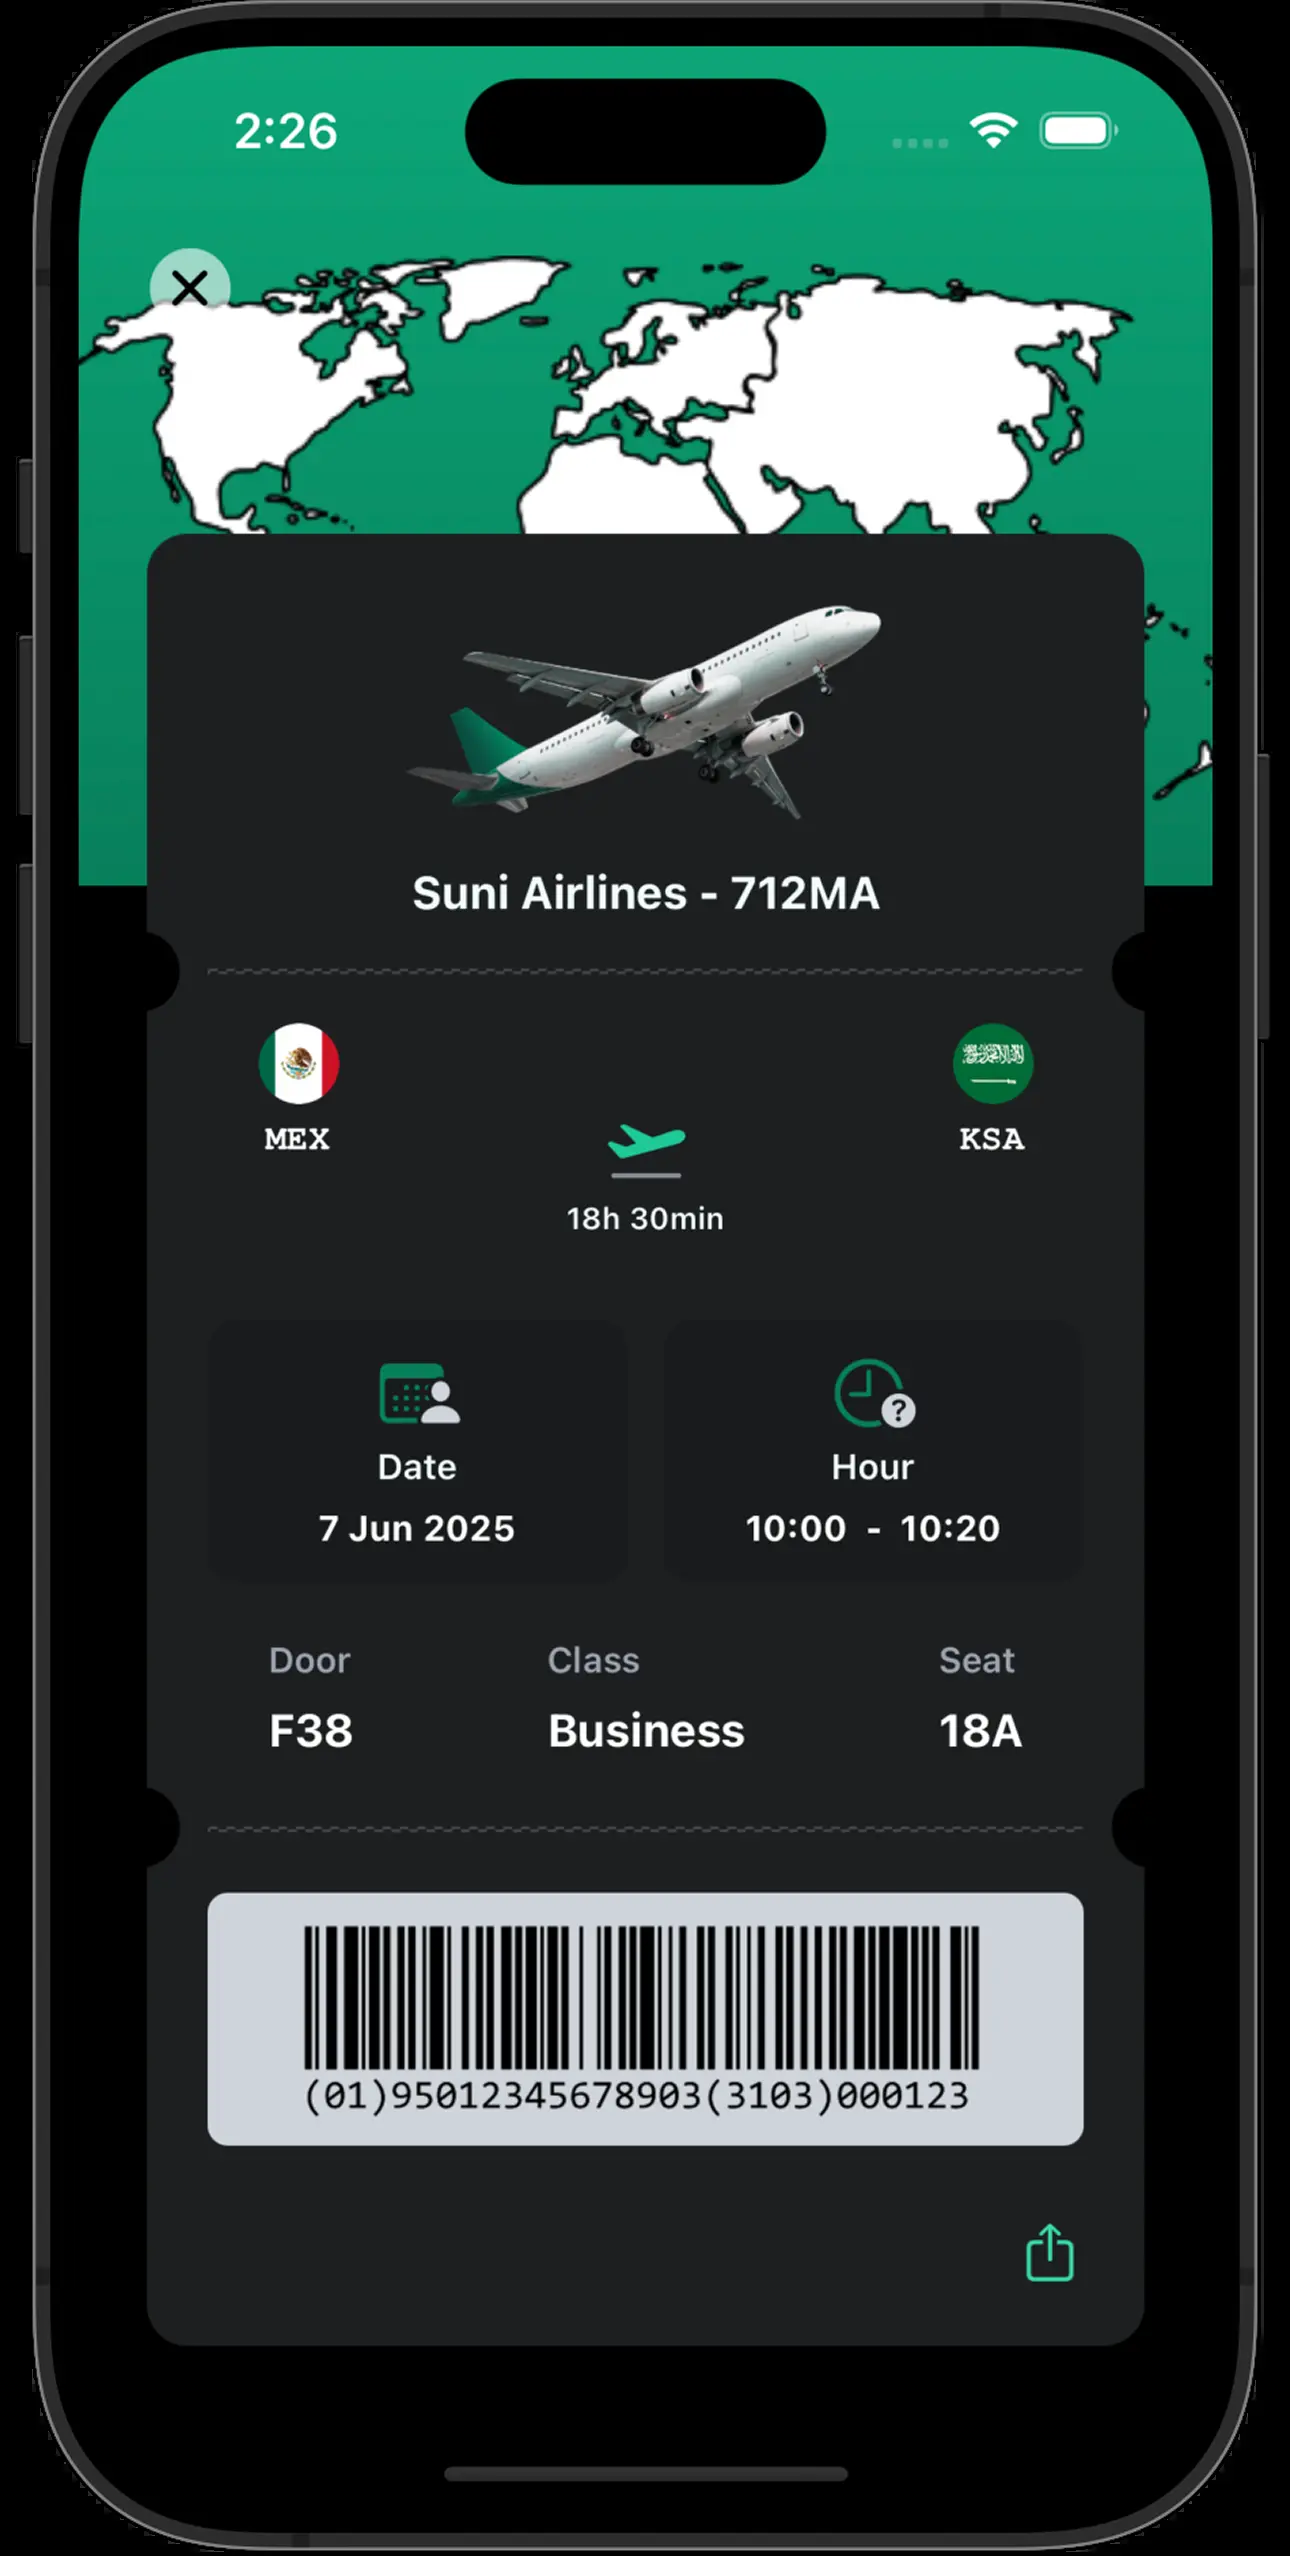 2:26
Suni Airlines - 712MA
MEX
KSA
18h 30min
Date
Hour
?
7 Jun 2025
10:00 - 10:20
Door
Class
Seat
F38
Business
18A
(01)95012345678903(3103)000123